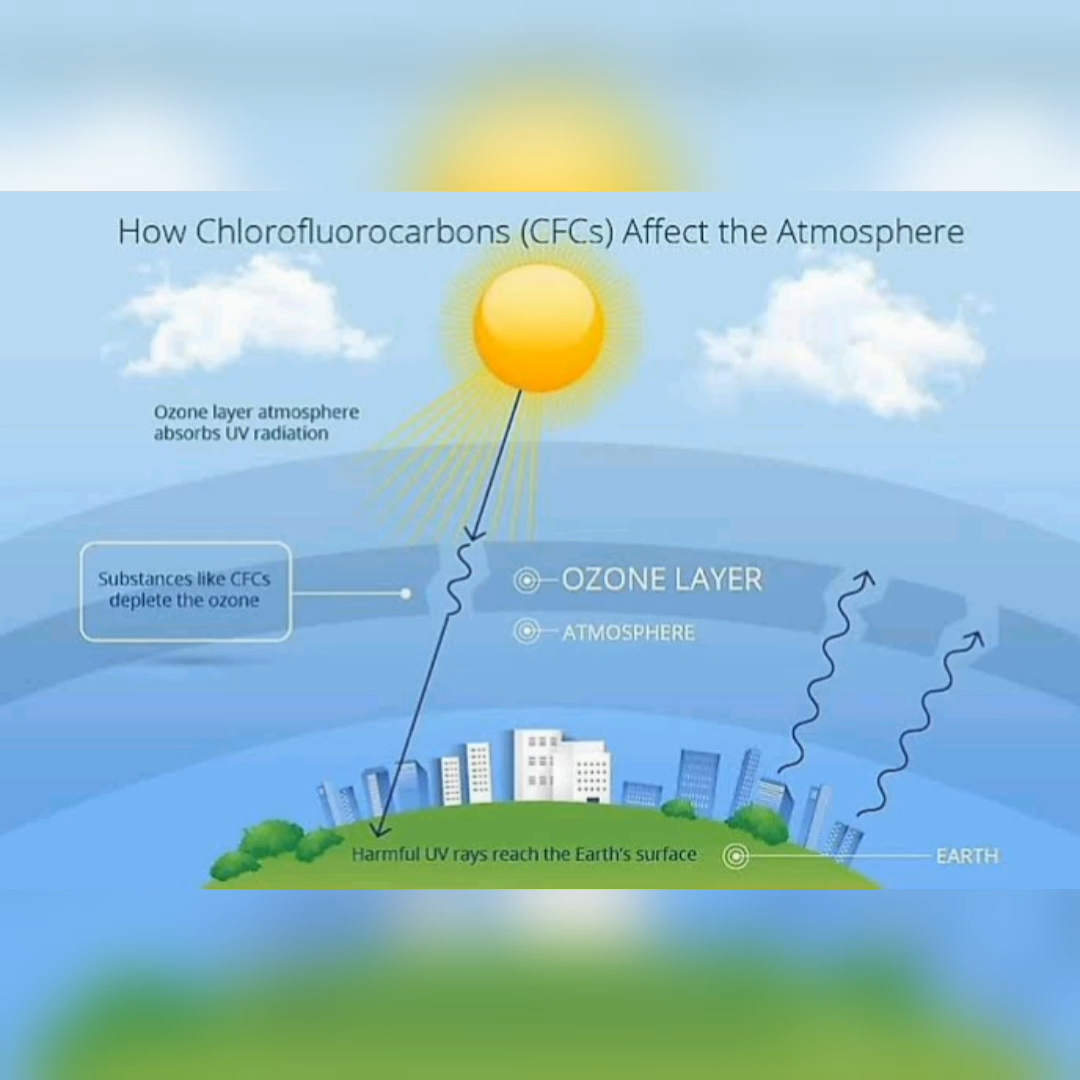 How Chlorofluorocarbons (CFCs) Affect the Atmosphere
Ozone layer atmosphere
absorbs UV radiation
Substances like CFCs
deplete the ozone
OZONE LAYER
ATMOSPHERE
Harmful UV rays reach the Earth's surface
EARTH